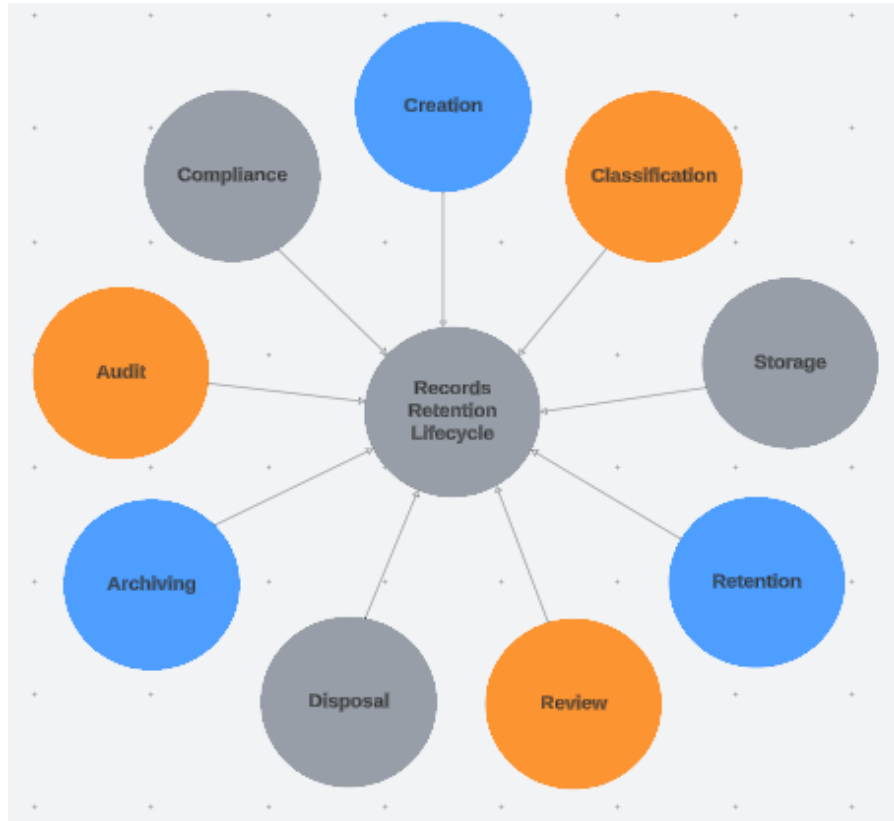 Creation
Compliance
Classification
Audit
Storage
Records
Retention
Lifecycle
Archiving
Retention
Disposal
Review